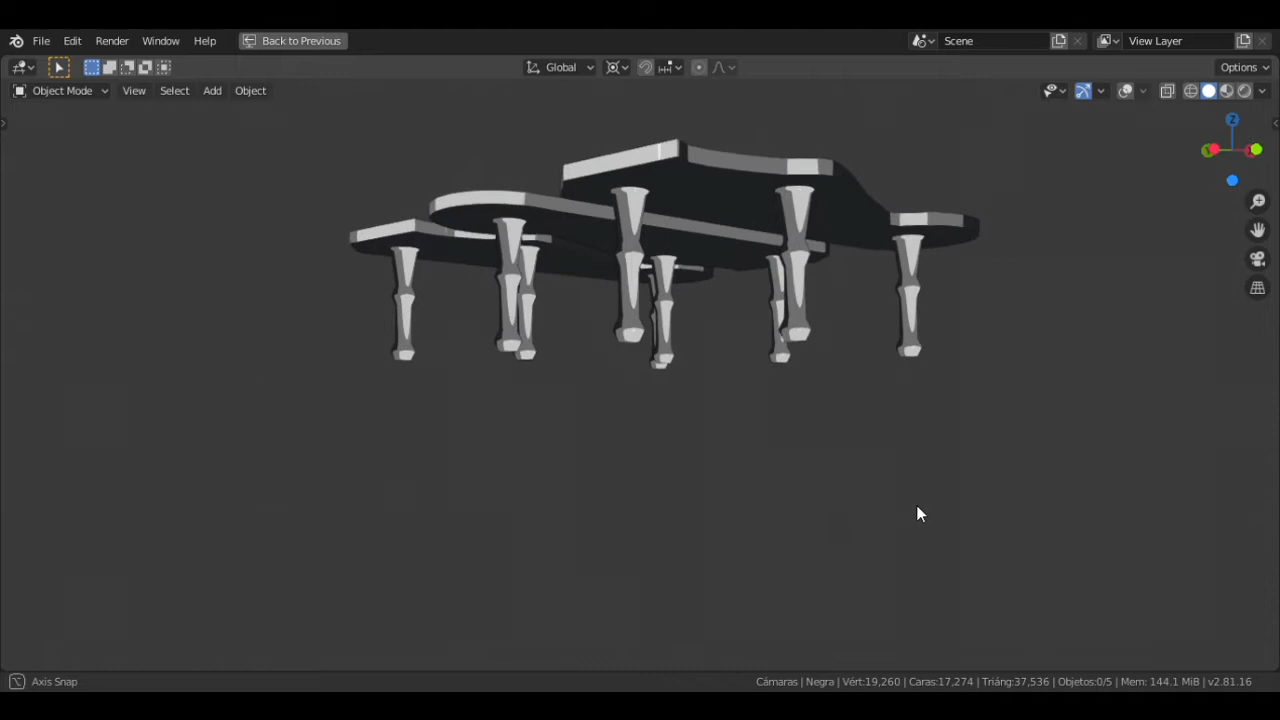 File Edit Render Window Help Back to Previous Scene View Layer
Global Options
Object Mode View Select Add Object
Z
Axis Snap Cámaras | Negra | Vért:19,260 | Caras:17,274 | Triáng:37,536 | Objetos:0/5 | Mem: 144.1 MiB | v2.81.16